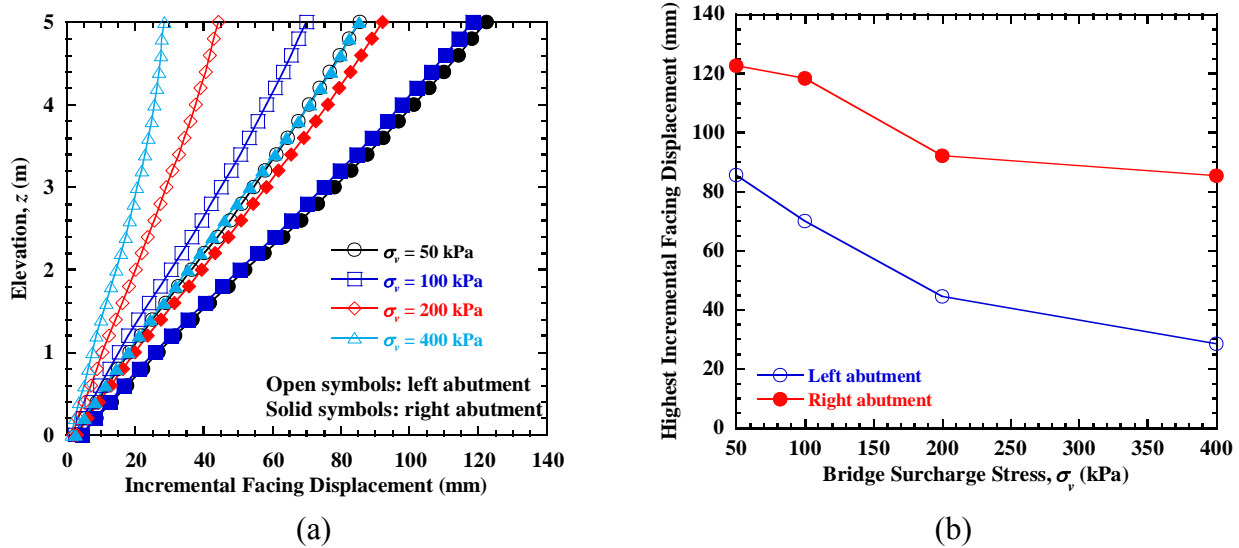 5
4
3
2
1
0
Elevation, z (m)
σv = 50 kPa
σv = 100 kPa
σv = 200 kPa
σv = 400 kPa
Open symbols: left abutment
Solid symbols: right abutment
0 20 40 60 80 100 120 140
Incremental Facing Displacement (mm)
(a)
140
120
100
80
60
40
20
0
Highest Incremental Facing Displacement (mm)
Left abutment
Right abutment
50 100 150 200 250 300 350 400
Bridge Surcharge Stress, σv (kPa)
(b)